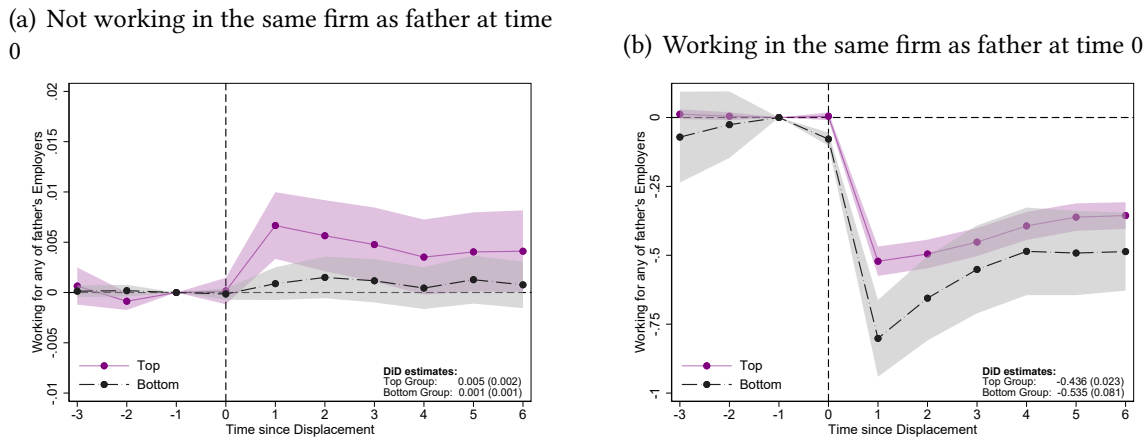 (a) Not working in the same firm as father at time
0
Working for any of father's Employers
.02
.015
.01
.005
0
-.005
-.01
Top
Bottom
DiD estimates:
Top Group: 0.005 (0.002)
Bottom Group: 0.001 (0.001)
-3 -2 -1 0 1 2 3 4 5 6
Time since Displacement
(b) Working in the same firm as father at time 0
Working for any of father's Employers
0
-.25
-.5
-.75
-1
Top
Bottom
DiD estimates:
Top Group: -0.436 (0.023)
Bottom Group: -0.535 (0.081)
-3 -2 -1 0 1 2 3 4 5 6
Time since Displacement